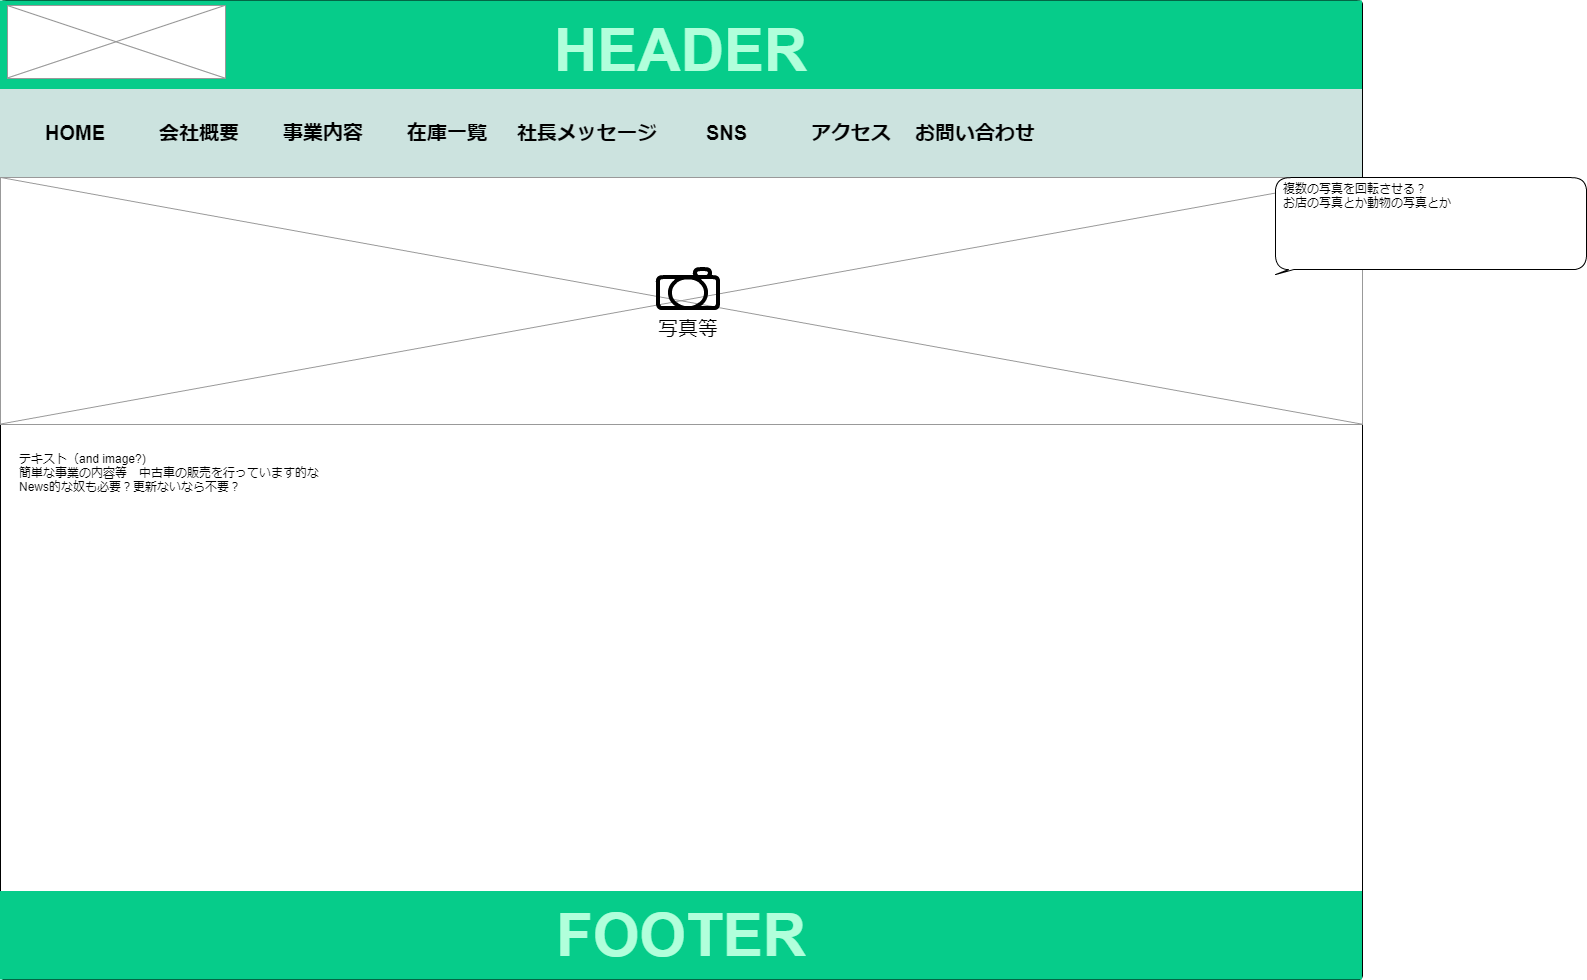 HEADER
HOME 会社概要 事業内容 在庫一覧 社長メッセージ SNS アクセス お問い合わせ
複数の写真を回転させる？
お店の写真とか動物の写真とか
写真等
テキスト（and image?)
簡単な事業の内容等　中古車の販売を行っています的な
News的な奴も必要？更新ないなら不要？
FOOTER